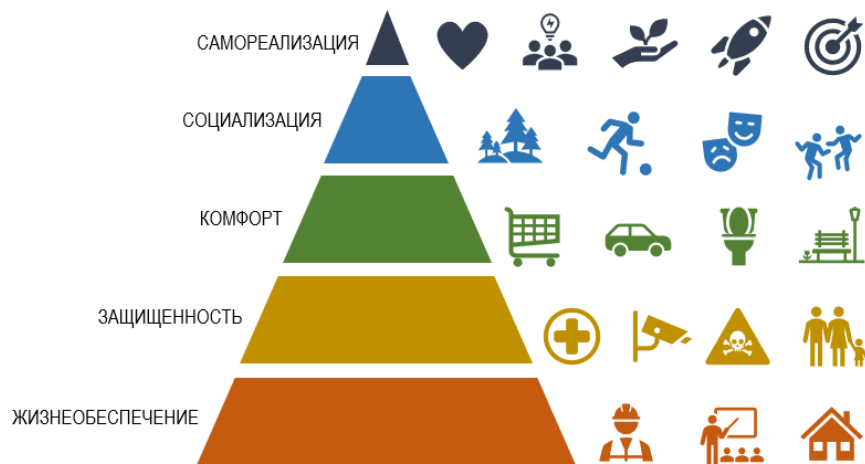 САМОРЕАЛИЗАЦИЯ
СОЦИАЛИЗАЦИЯ
КОМФОРТ
ЗАЩИЩЕННОСТЬ
ЖИЗНЕОБЕСПЕЧЕНИЕ